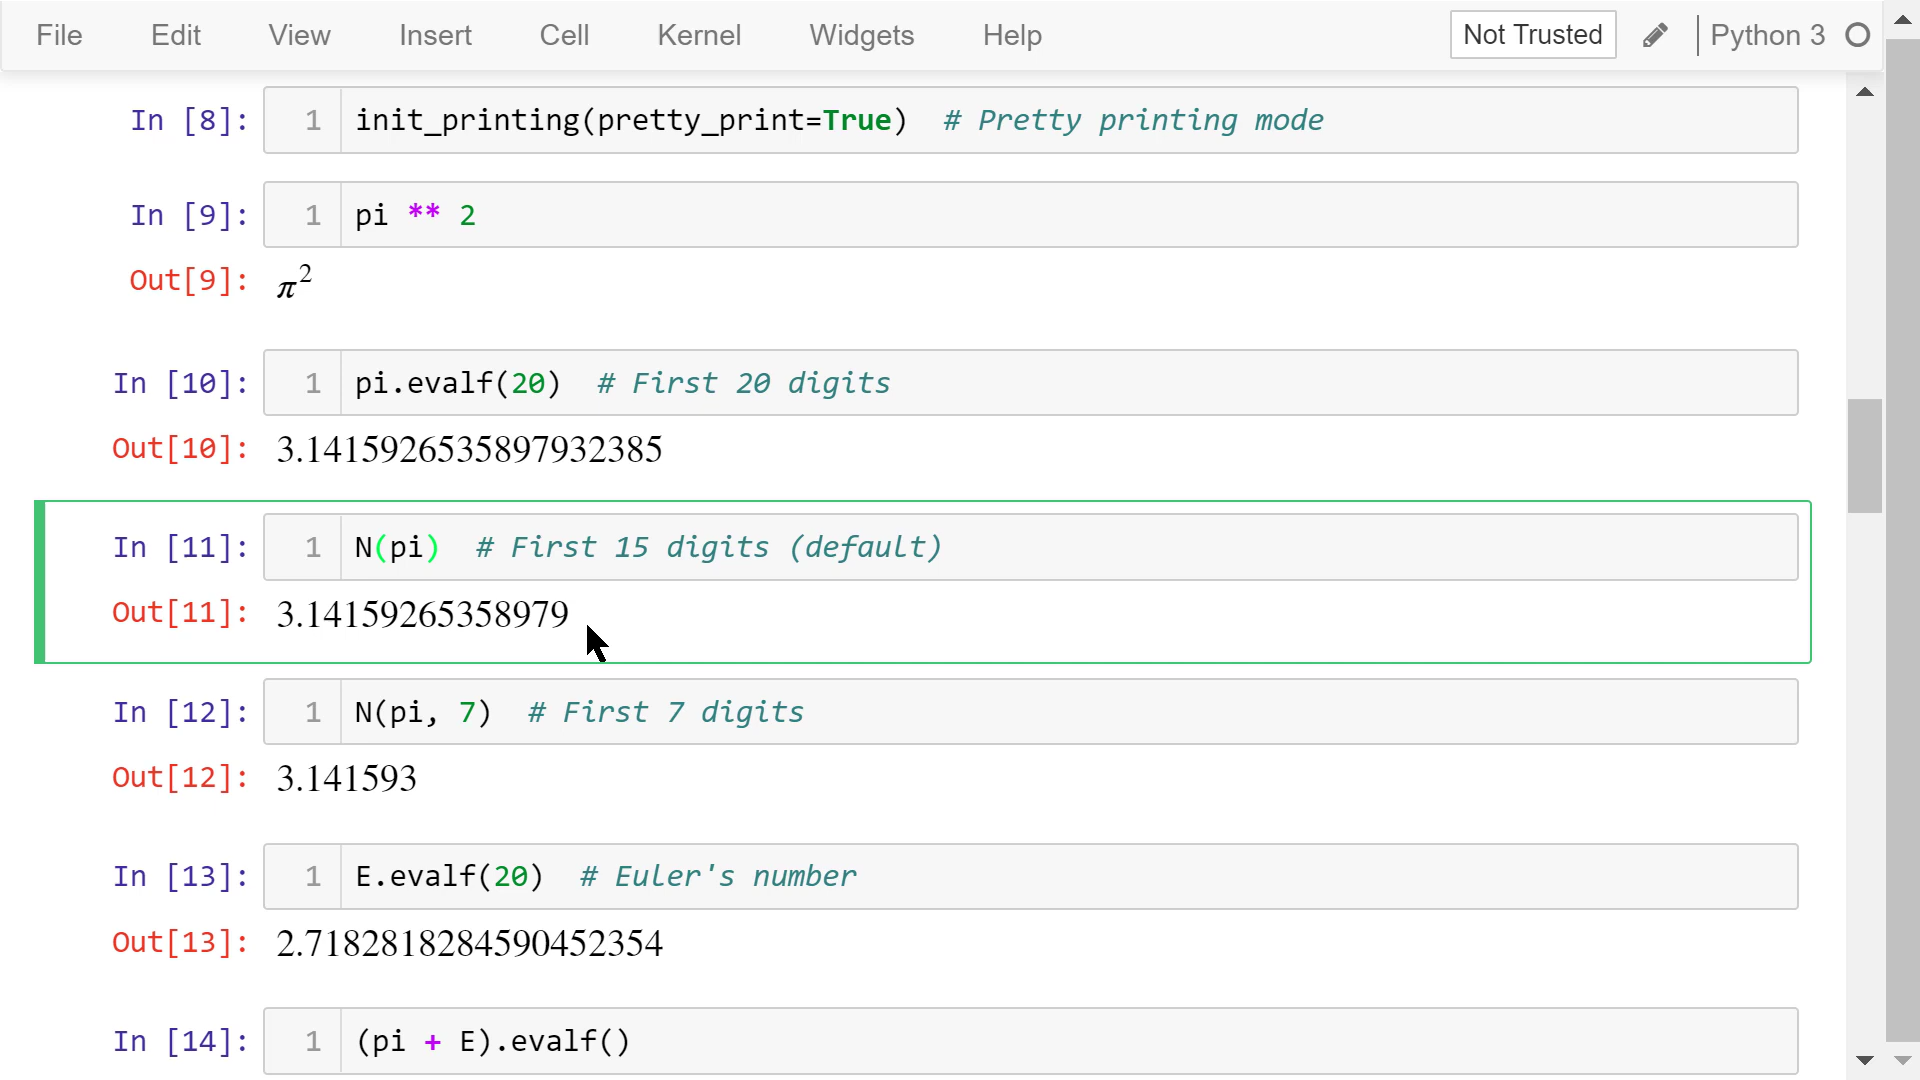 File Edit View Insert Cell Kernel Widgets Help Not Trusted Python 3
In [8]: 1 init_printing(pretty_print=True)  # Pretty printing mode
In [9]: 1 pi ** 2
Out[9]: π²
In [10]: 1 pi.evalf(20)  # First 20 digits
Out[10]: 3.1415926535897932385
In [11]: 1 N(pi)  # First 15 digits (default)
Out[11]: 3.14159265358979
In [12]: 1 N(pi, 7)  # First 7 digits
Out[12]: 3.141593
In [13]: 1 E.evalf(20)  # Euler's number
Out[13]: 2.7182818284590452354
In [14]: 1 (pi + E).evalf()